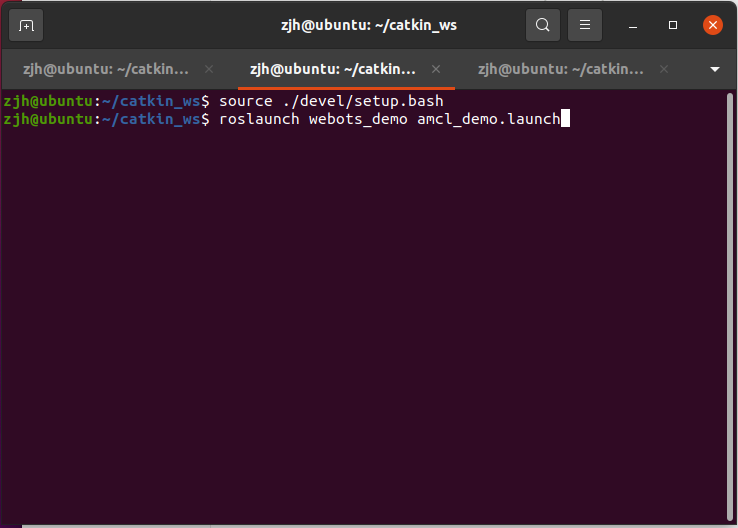 zjh@ubuntu: ~/catkin_ws
zjh@ubuntu: ~/catkin...
zjh@ubuntu: ~/catkin...
zjh@ubuntu: ~/catkin...
zjh@ubuntu:~/catkin_ws$ source ./devel/setup.bash
zjh@ubuntu:~/catkin_ws$ roslaunch webots_demo amcl_demo.launch